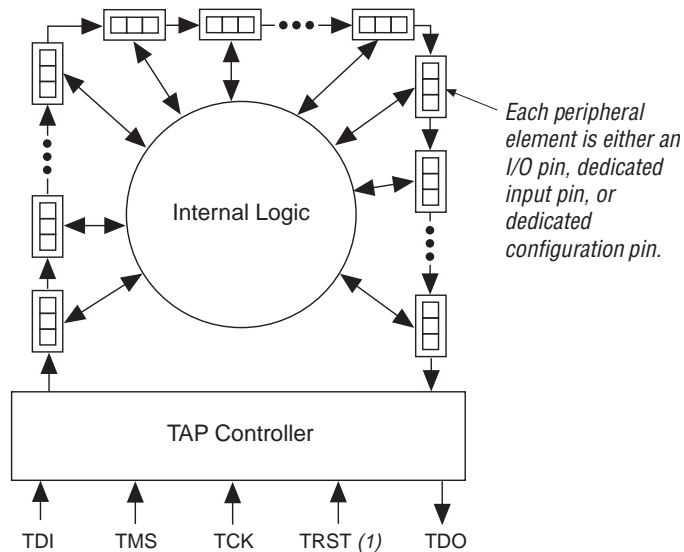 Each peripheral
element is either an
I/O pin, dedicated
input pin, or
dedicated
configuration pin.
Internal Logic
TAP Controller
TDI TMS TCK TRST (1) TDO